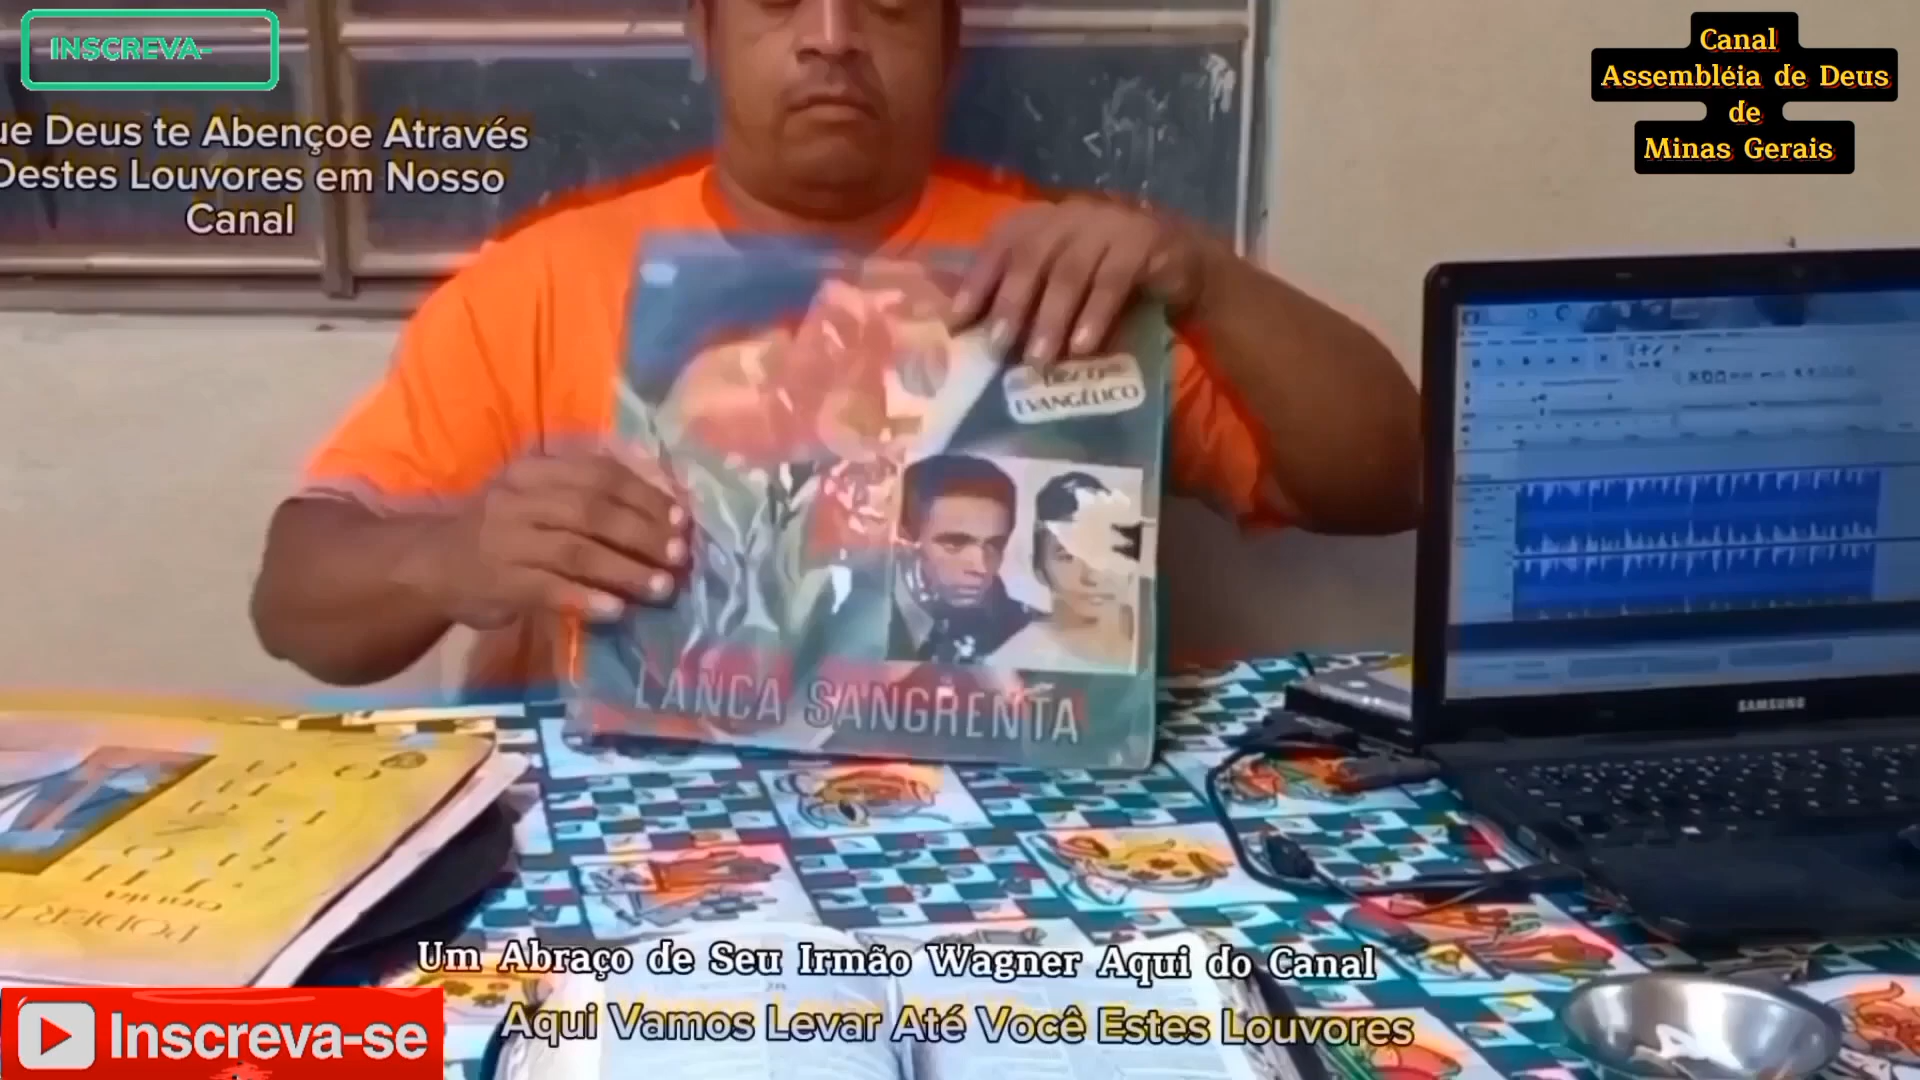 INSCREVA-
ue Deus te Abençoe Através
Destes Louvores em Nosso
Canal
Canal
Assembléia de Deus
de
Minas Gerais
DISCO
EVANGÉLICO
LANÇA SANGRENTA
SAMSUNG
Um Abraço de Seu Irmão Wagner Aqui do Canal
Aqui Vamos Levar Até Você Estes Louvores
Inscreva-se